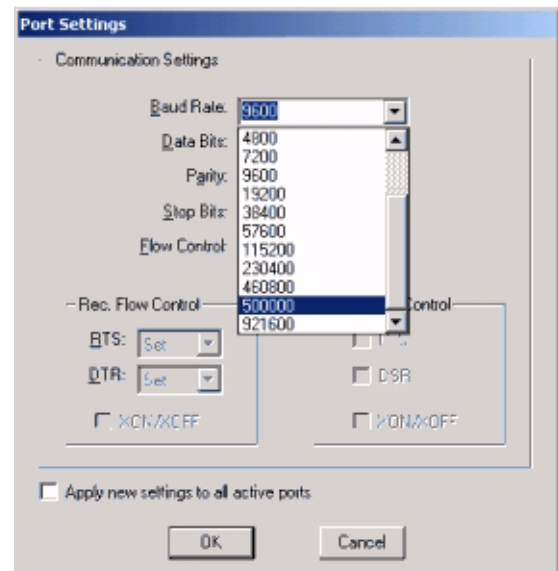 Port Settings
Communication Settings
Baud Rate: 9600
Data Bits:
Parity:
Stop Bits:
Flow Control:
4800
7200
9600
19200
38400
57600
115200
230400
460800
500000
921600
Rec. Flow Control
RTS: Set
DTR: Set
XON/XOFF
Control
DSR
XON/XOFF
Apply new settings to all active ports
OK
Cancel